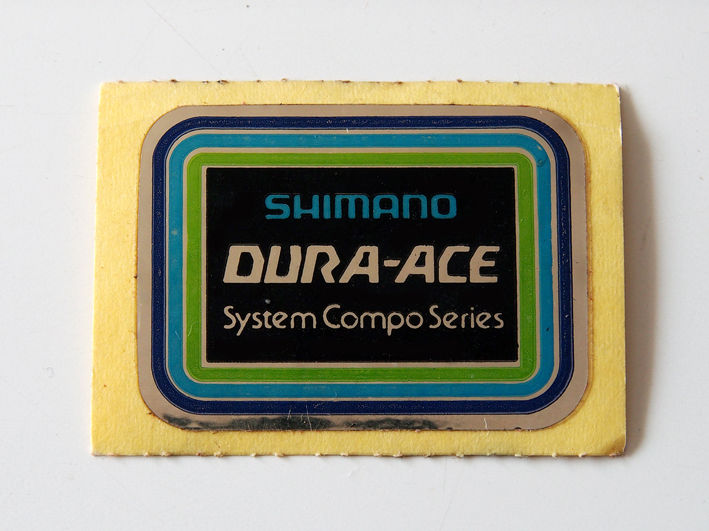 SHIMANO
DURA-ACE
System Compo Series